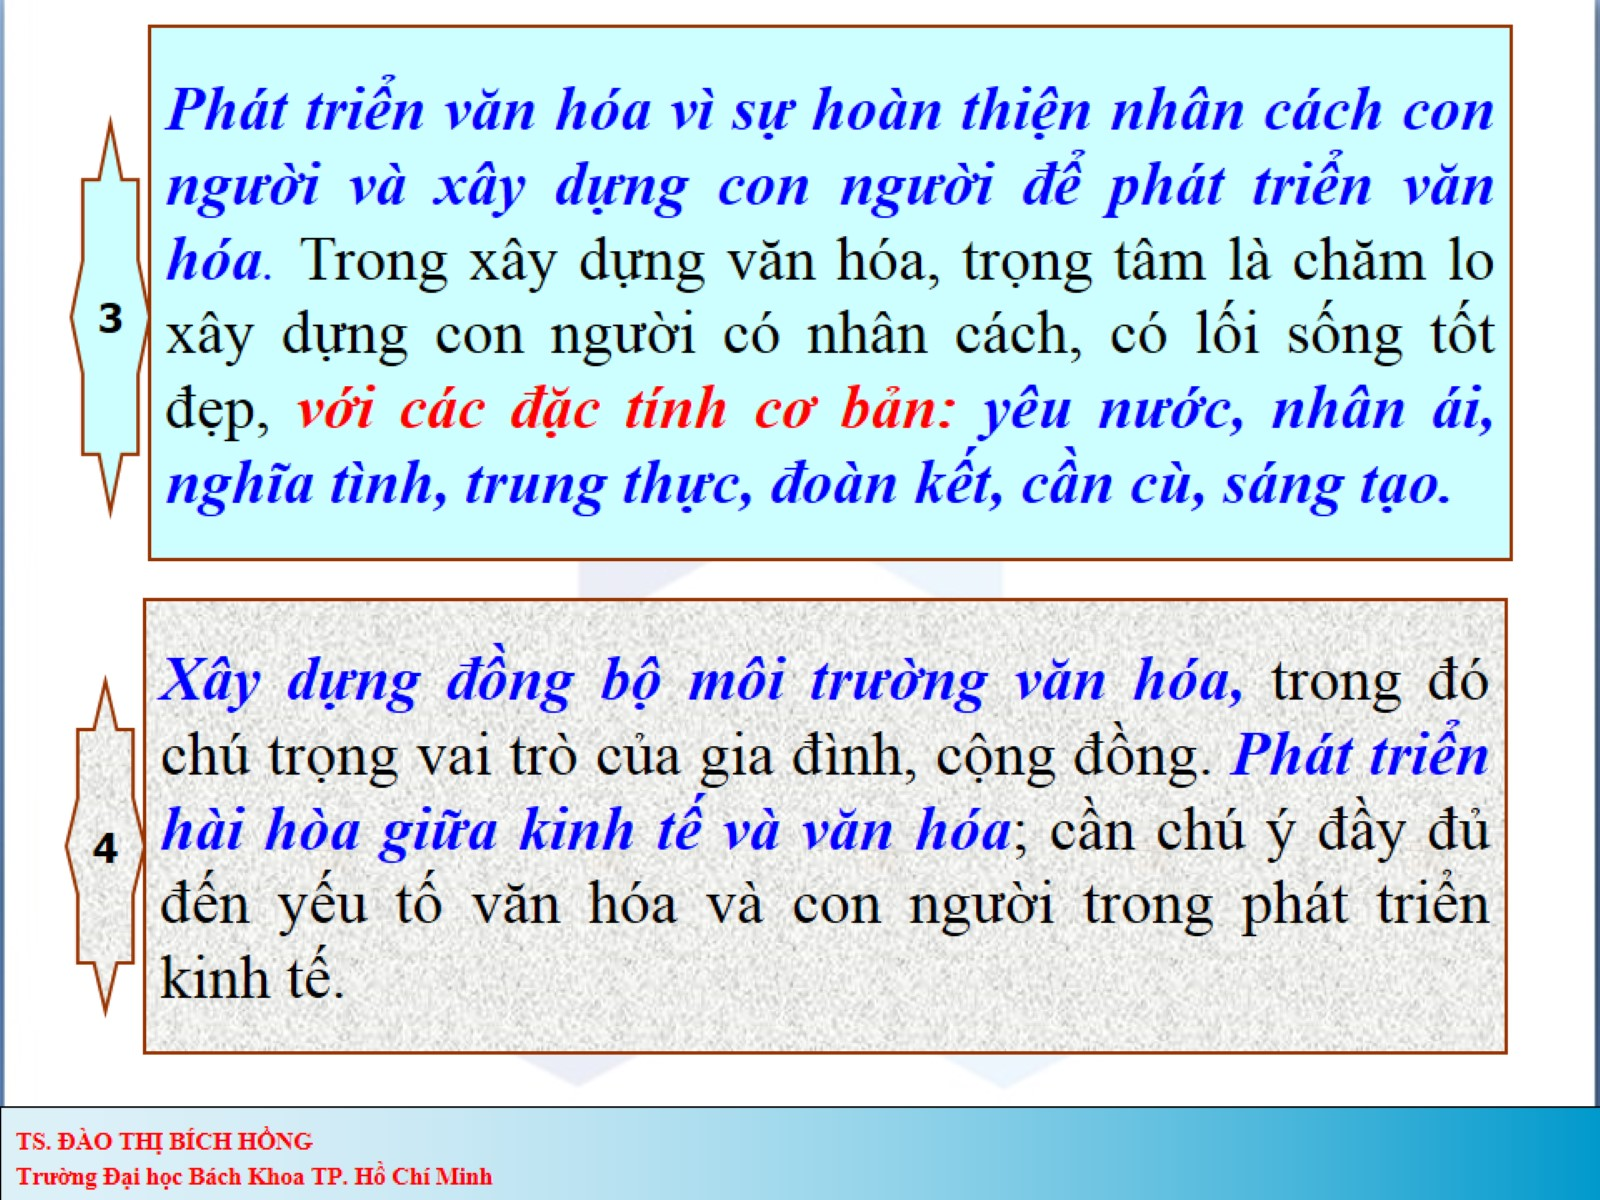 Phát triển văn hóa vì sự hoàn thiện nhân cách con
người và xây dựng con người để phát triển văn
hóa. Trong xây dựng văn hóa, trọng tâm là chăm lo
3
xây dựng con người có nhân cách, có lối sống tốt
đẹp, với các đặc tính cơ bản: yêu nước, nhân ái,
nghĩa tình, trung thực, đoàn kết, cần cù, sáng tạo.
Xây dựng đồng bộ môi trường văn hóa, trong đó
chú trọng vai trò của gia đình, cộng đồng. Phát triển
hài hòa giữa kinh tế và văn hóa; cần chú ý đầy đủ
4
đến yếu tố văn hóa và con người trong phát triển
kinh tế.
TS. ĐÀO THỊ BÍCH HỒNG
Trường Đại học Bách Khoa TP. Hồ Chí Minh